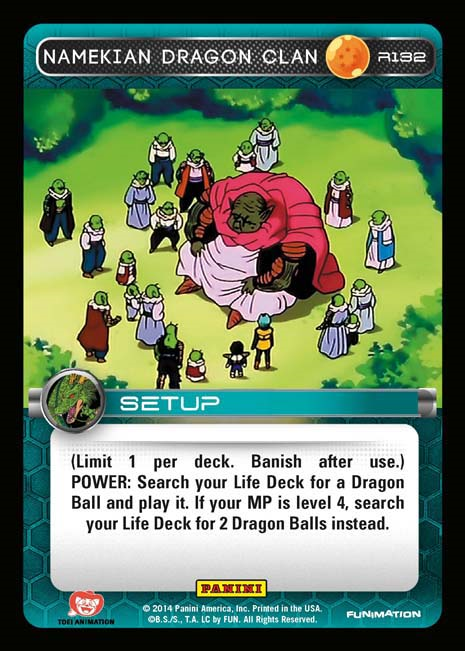 NAMEKIAN DRAGON CLAN R132
SETUP
(Limit 1 per deck. Banish after use.)
POWER: Search your Life Deck for a Dragon
Ball and play it. If your MP is level 4, search
your Life Deck for 2 Dragon Balls instead.
PANINI
TOEI ANIMATION
© 2014 Panini America, Inc. Printed in the USA.
©B.S./S., T.A. LC by FUN. All Rights Reserved.
FUNIMATION